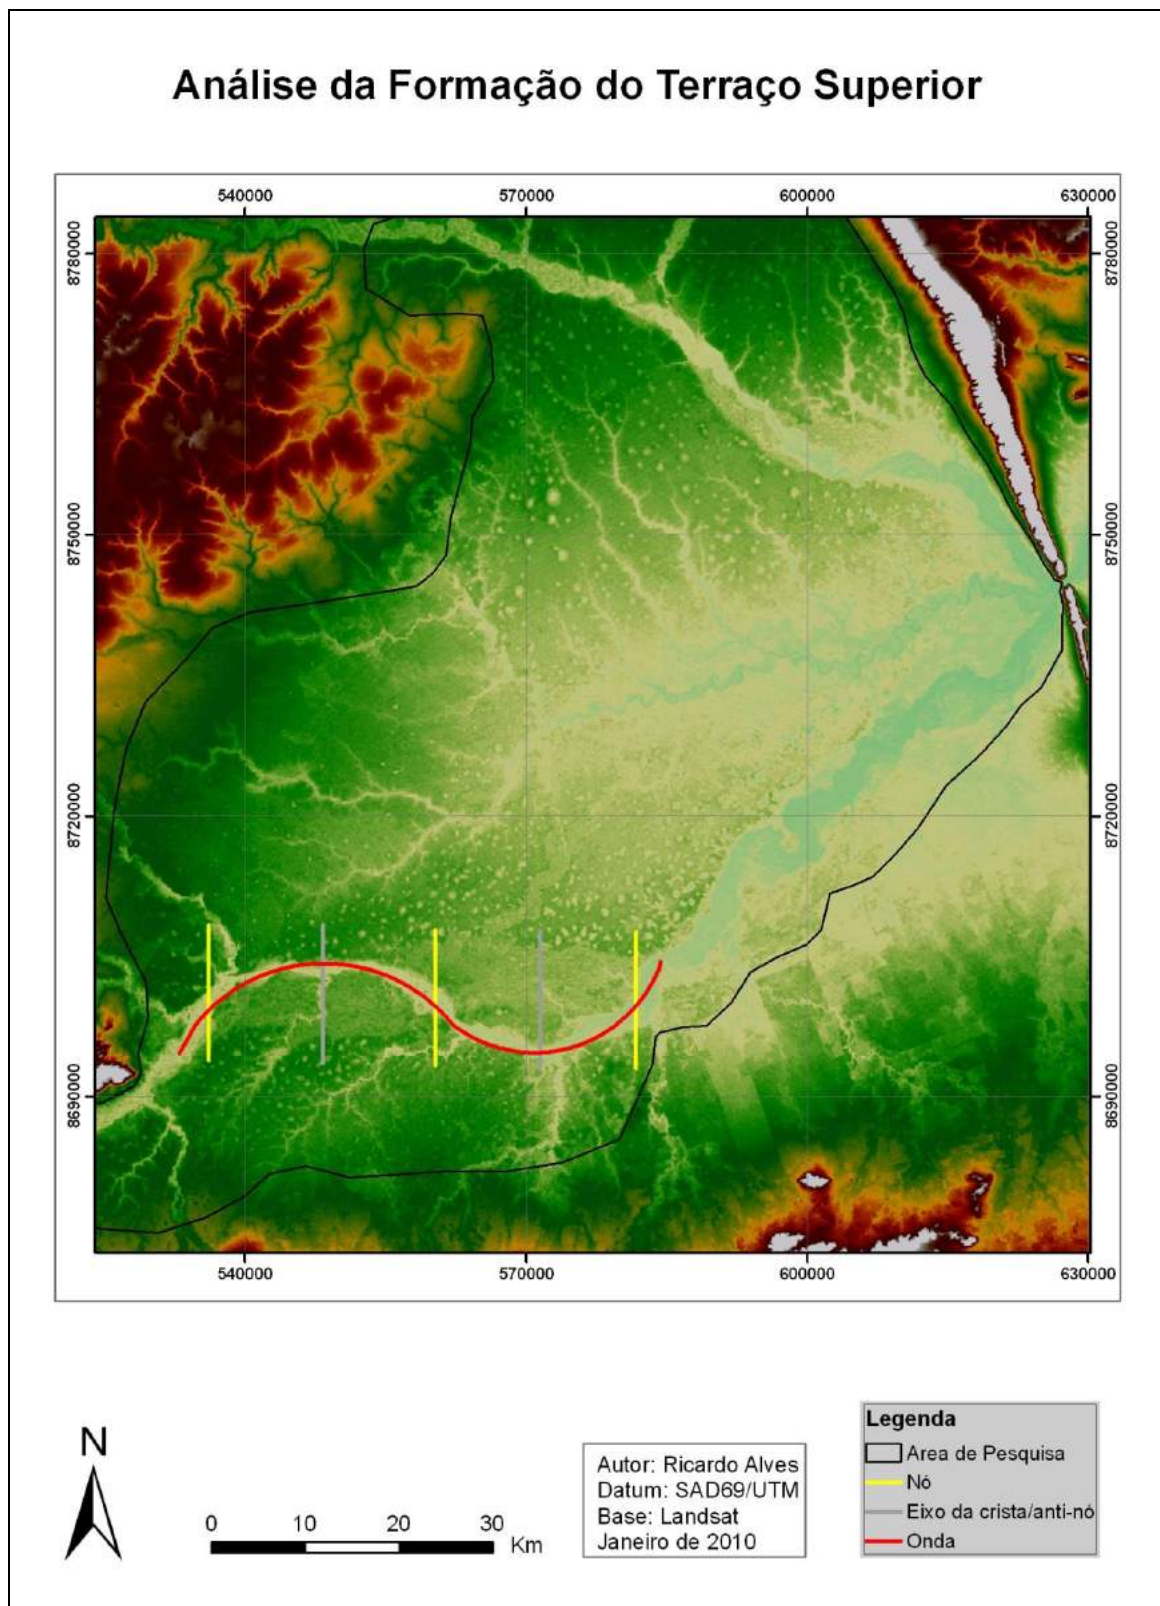 Análise da Formação do Terraço Superior
540000
570000
600000
630000
8780000
8780000
8750000
8750000
8720000
8720000
8690000
8690000
540000
570000
600000
630000
N
0 10 20 30
Km
Autor: Ricardo Alves
Datum: SAD69/UTM
Base: Landsat
Janeiro de 2010
Legenda
Area de Pesquisa
Nó
Eixo da crista/anti-nó
Onda